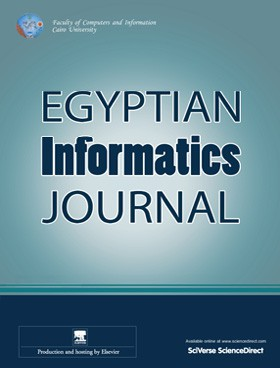 Faculty of Computers and Information
Cairo University
EGYPTIAN
Informatics
JOURNAL
Production and hosting by Elsevier
Available online at www.sciencedirect.com
SciVerse ScienceDirect